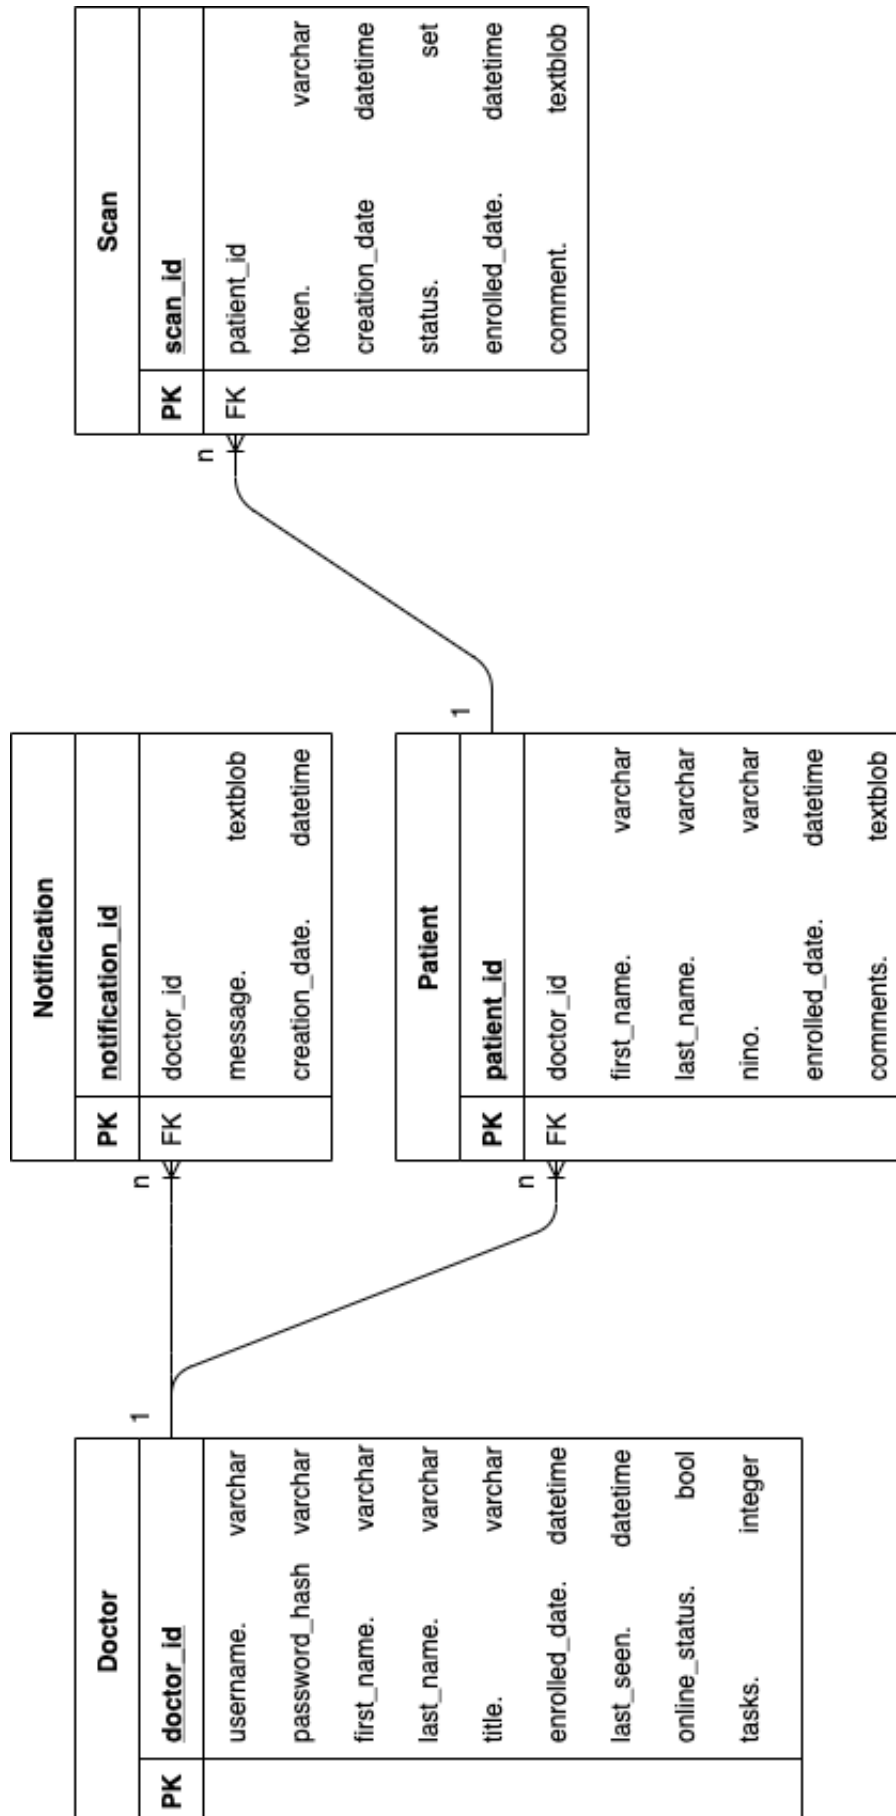 Doctor
PK doctor_id
username. varchar
password_hash varchar
first_name. varchar
last_name. varchar
title. varchar
enrolled_date. datetime
last_seen. datetime
online_status. bool
tasks. integer
1
n
n
Notification
PK notification_id
FK doctor_id
message. textblob
creation_date. datetime
Patient
PK patient_id
FK doctor_id
first_name. varchar
last_name. varchar
nino. varchar
enrolled_date. datetime
comments. textblob
1
n
Scan
PK scan_id
FK patient_id
token. varchar
creation_date datetime
status. set
enrolled_date. datetime
comment. textblob